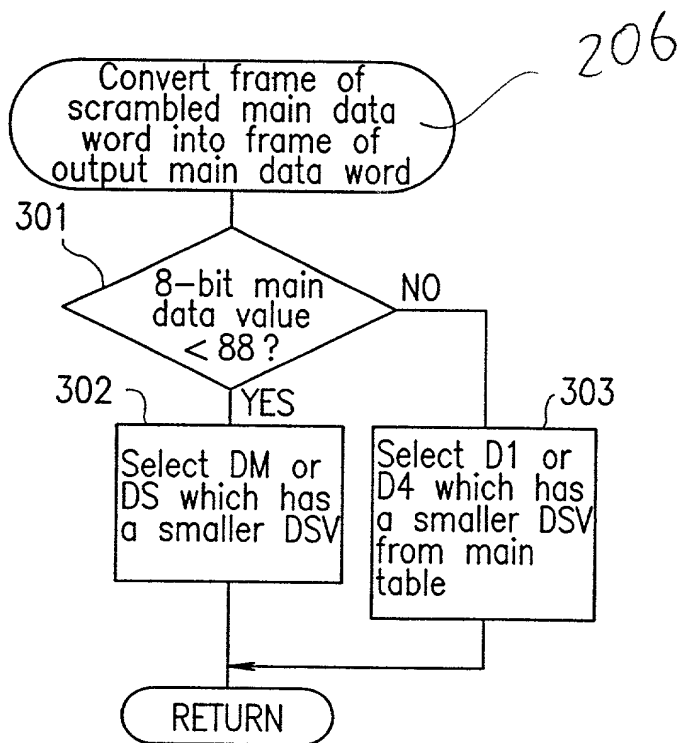 206
Convert frame of
scrambled main data
word into frame of
output main data word
301
8-bit main
data value
< 88 ?
NO
YES
302
Select DM or
DS which has
a smaller DSV
303
Select D1 or
D4 which has
a smaller DSV
from main
table
RETURN